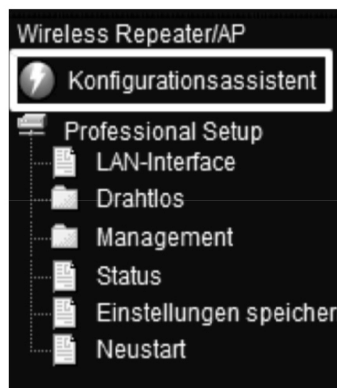 Wireless Repeater/AP
Konfigurationsassistent
Professional Setup
LAN-Interface
Drahtlos
Management
Status
Einstellungen speicher
Neustart